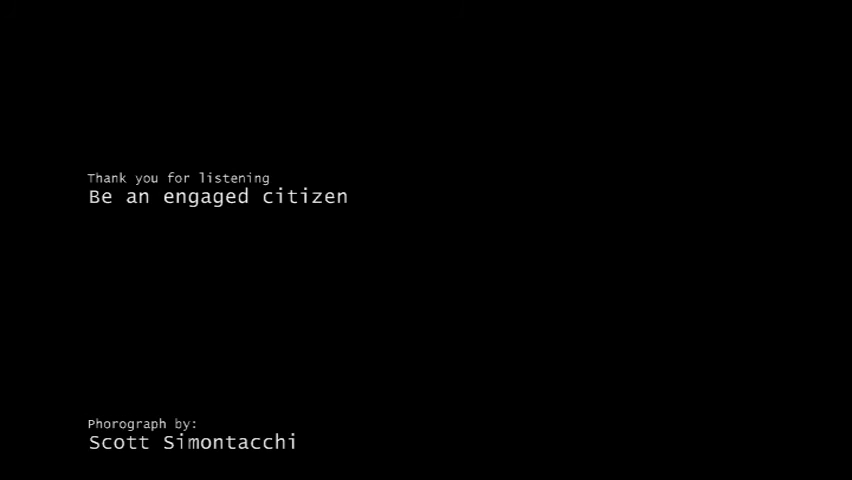 Thank you for listening
Be an engaged citizen
Phorograph by:
Scott Simontacchi